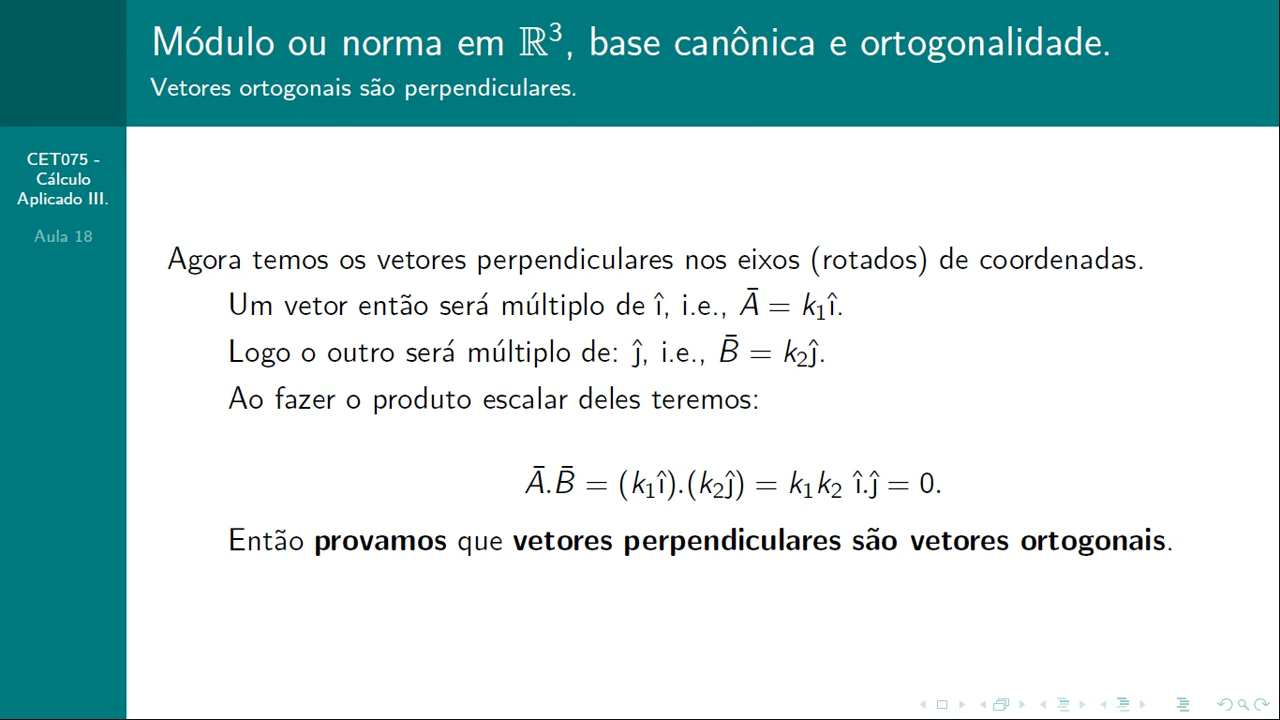 Módulo ou norma em ℝ³, base canônica e ortogonalidade.
Vetores ortogonais são perpendiculares.
CET075 -
Cálculo
Aplicado III.
Aula 18
Agora temos os vetores perpendiculares nos eixos (rotados) de coordenadas.
Um vetor então será múltiplo de î, i.e., Ā = k₁î.
Logo o outro será múltiplo de: ĵ, i.e., B̄ = k₂ĵ.
Ao fazer o produto escalar deles teremos:
Ā.B̄ = (k₁î).(k₂ĵ) = k₁k₂ î.ĵ = 0.
Então provamos que vetores perpendiculares são vetores ortogonais.